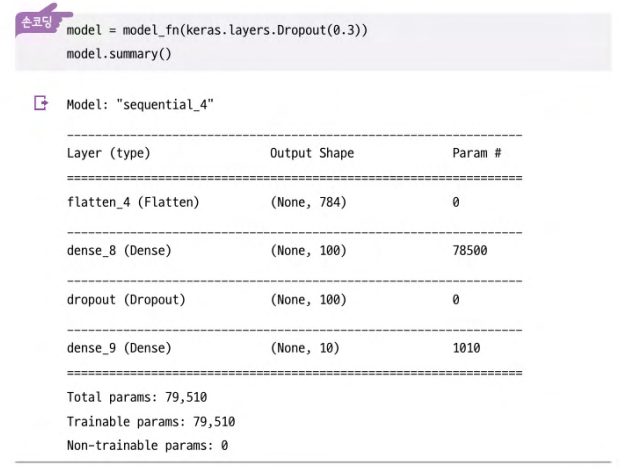 손코딩
model = model_fn(keras.layers.Dropout(0.3))
model.summary()
Model: "sequential_4"
_________________________________________________________________
Layer (type) Output Shape Param #
=================================================================
flatten_4 (Flatten) (None, 784) 0
_________________________________________________________________
dense_8 (Dense) (None, 100) 78500
_________________________________________________________________
dropout (Dropout) (None, 100) 0
_________________________________________________________________
dense_9 (Dense) (None, 10) 1010
=================================================================
Total params: 79,510
Trainable params: 79,510
Non-trainable params: 0